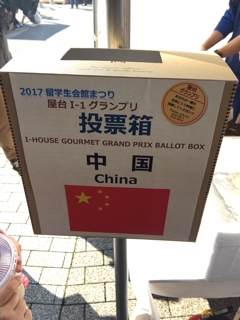 2017 留学生会館まつり
屋台 I-1 グランプリ
投票箱
I-HOUSE GOURMET GRAND PRIX BALLOT BOX
中国
China